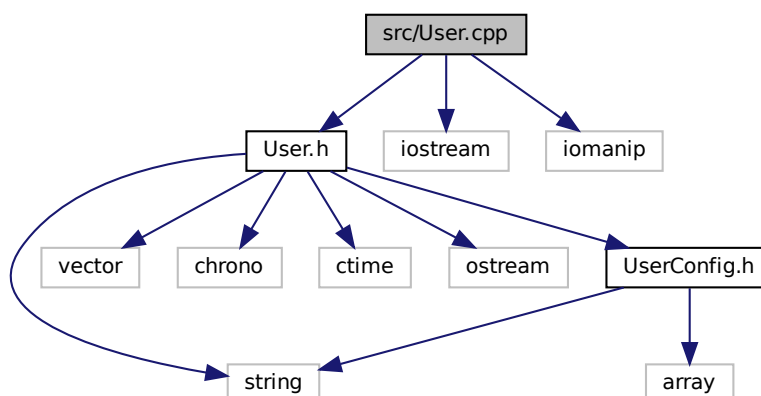 src/User.cpp
User.h
iostream
iomanip
vector
chrono
ctime
ostream
UserConfig.h
string
array